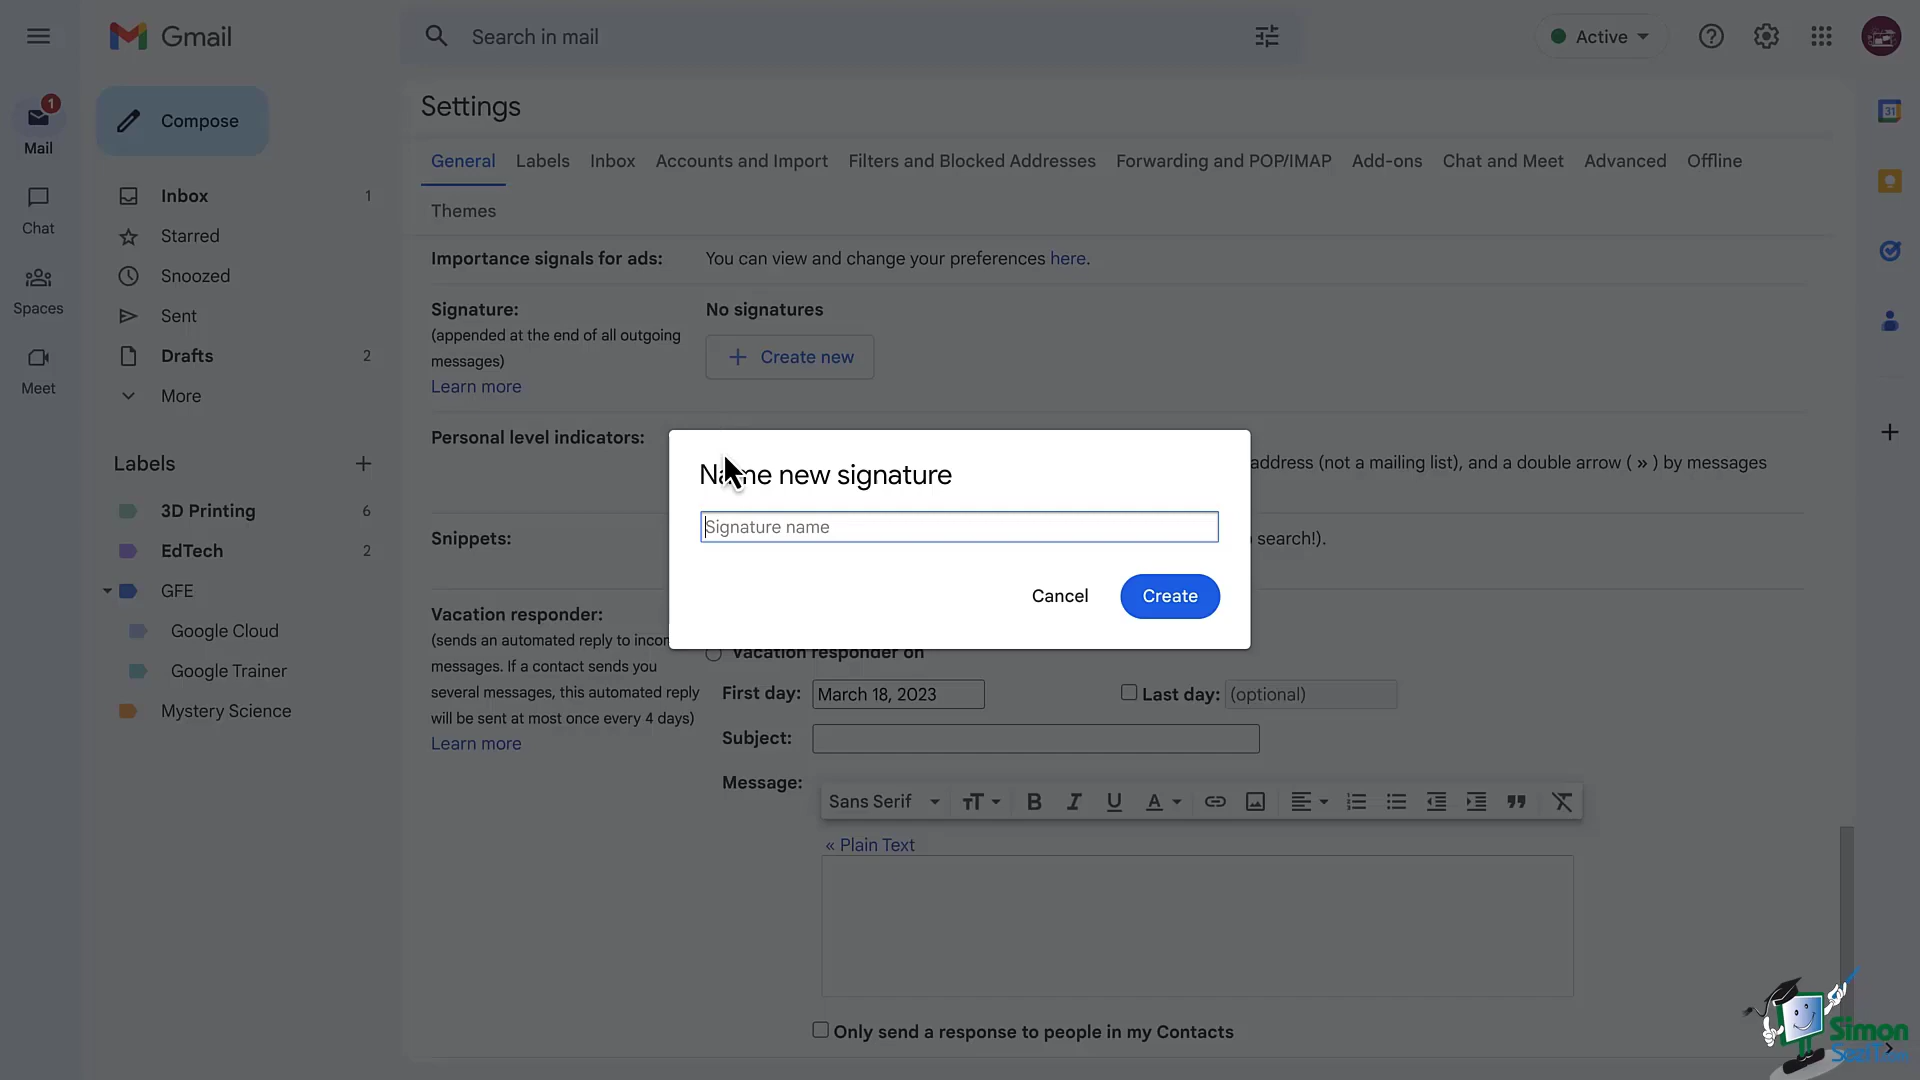 Gmail
Search in mail
Active
1
Mail
Compose
Settings
General Labels Inbox Accounts and Import Filters and Blocked Addresses Forwarding and POP/IMAP Add-ons Chat and Meet Advanced Offline
Themes
Inbox 1
Chat
Starred
Snoozed
Spaces
Sent
Drafts 2
Meet
More
Labels
3D Printing 6
EdTech 2
GFE
Google Cloud
Google Trainer
Mystery Science
Importance signals for ads: You can view and change your preferences here.
Signature:
(appended at the end of all outgoing
messages)
Learn more
No signatures
Create new
Personal level indicators:
address (not a mailing list), and a double arrow ( » ) by messages
Name new signature
Signature name
Cancel Create
Snippets:
search!).
Vacation responder:
(sends an automated reply to incor
messages. If a contact sends you
several messages, this automated reply
will be sent at most once every 4 days)
Learn more
Vacation responder on
First day: March 18, 2023 Last day: (optional)
Subject:
Message:
Sans Serif
« Plain Text
Only send a response to people in my Contacts
31
Simon